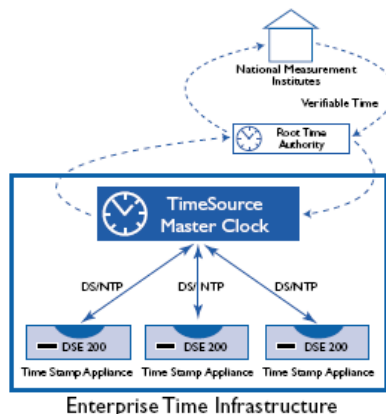 National Measurement
Institutes
Verifiable Time
Root Time
Authority
TimeSource
Master Clock
DS/NTP
DS/NTP
DS/NTP
DSE 200
DSE 200
DSE 200
Time Stamp Appliance
Time Stamp Appliance
Time Stamp Appliance
Enterprise Time Infrastructure